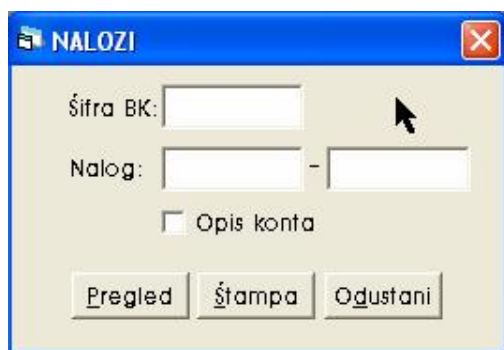 NALOZI
Šifra BK:
Nalog: -
Opis konta
Pregled Štampa Odustani